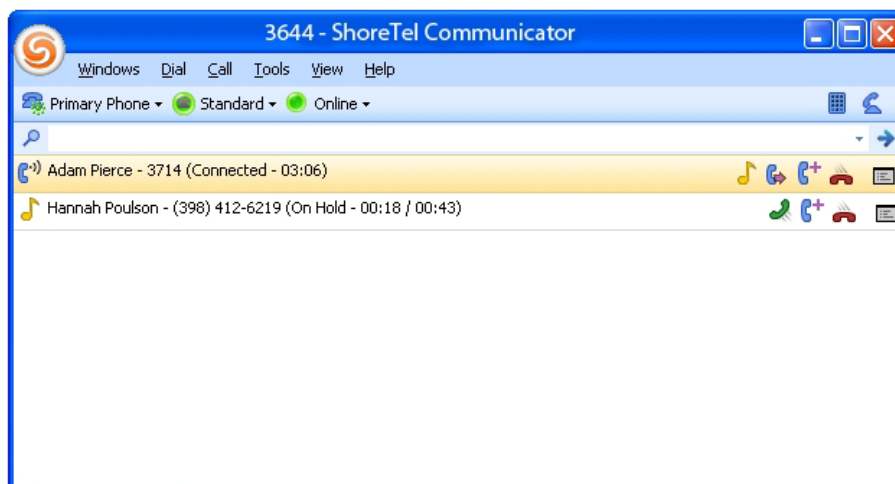 3644 - ShoreTel Communicator
Windows Dial Call Tools View Help
Primary Phone Standard Online
Adam Pierce - 3714 (Connected - 03:06)
Hannah Poulson - (398) 412-6219 (On Hold - 00:18 / 00:43)